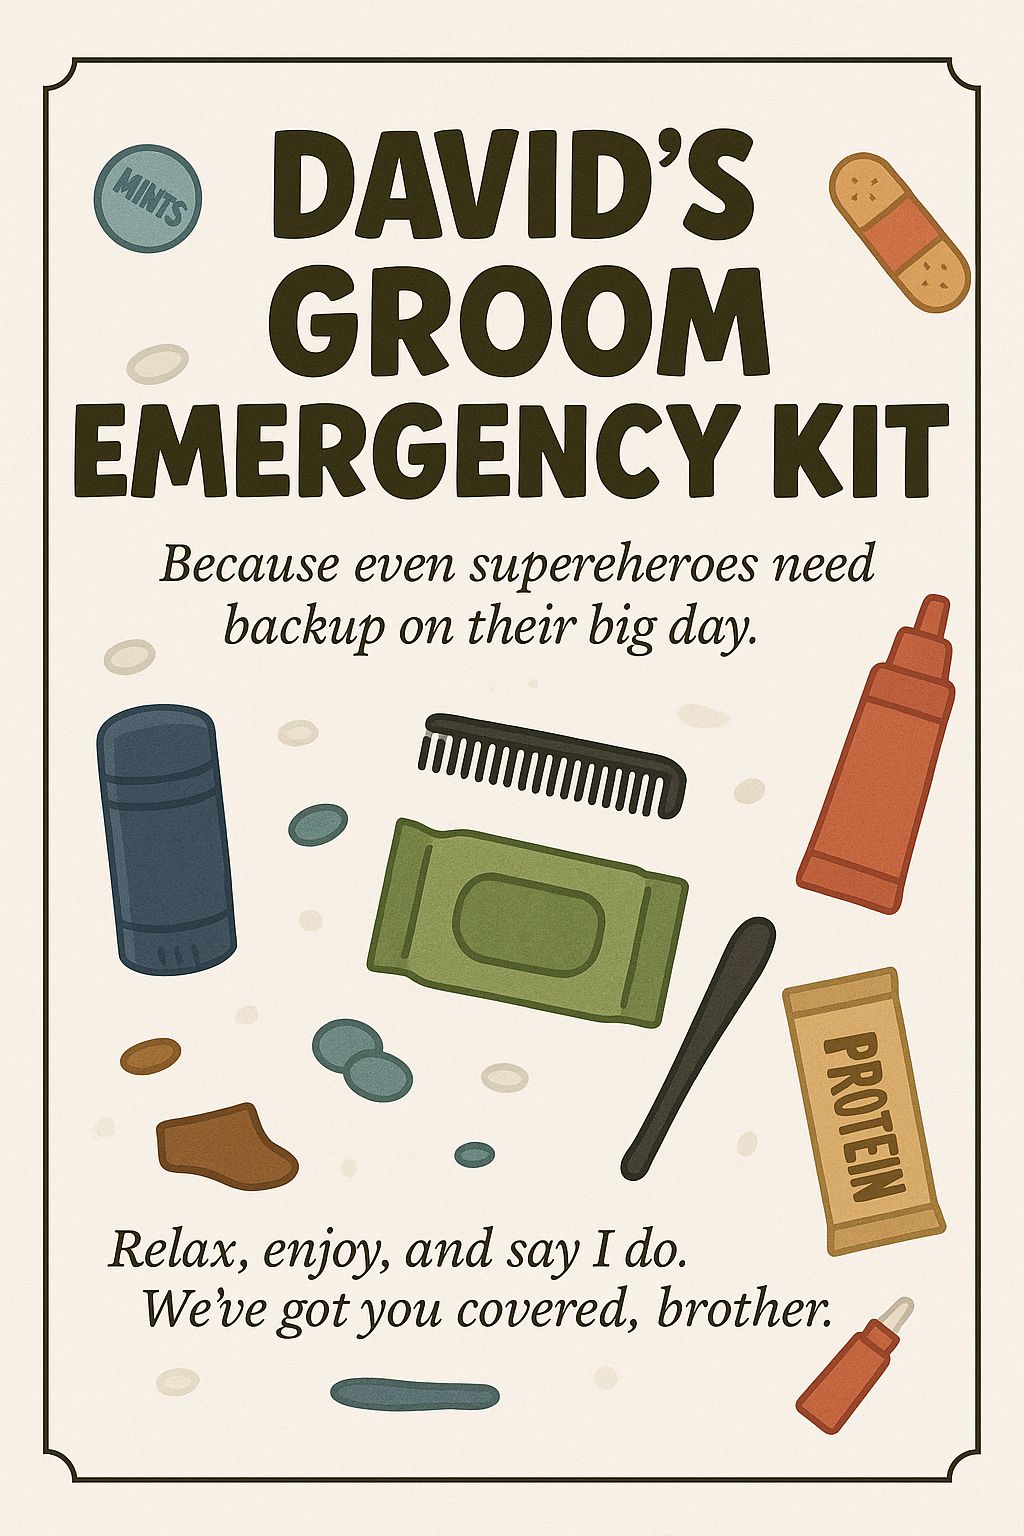 MINTS
DAVID’S
GROOM
EMERGENCY KIT
Because even supereheroes need
backup on their big day.
PROTEIN
Relax, enjoy, and say I do.
We’ve got you covered, brother.